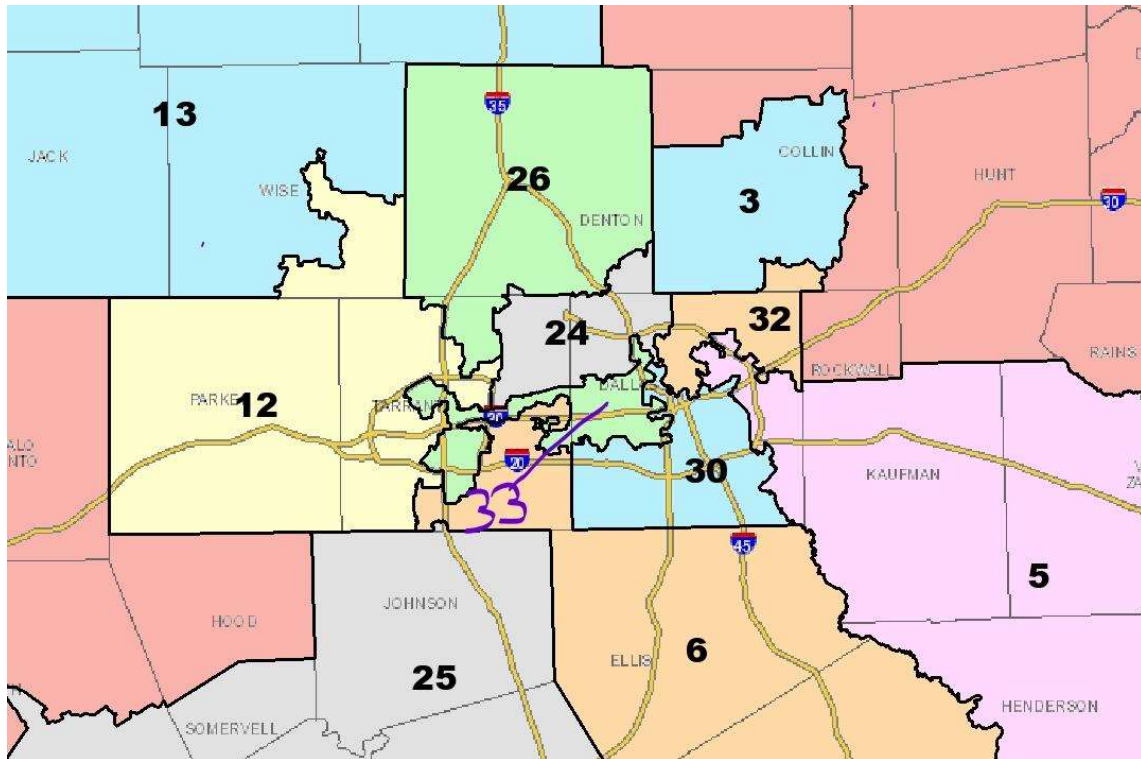 35
13
COLLIN
JACK
HUNT
WISE
26
3
30
DENTON
32
24
ROCKWALL
RAINS
DALL
PARKE
12
TARRANT
30
20
KAUFMAN
30
33
45
5
JOHNSON
HOOD
ELLIS
6
25
HENDERSON
SOMERVELL